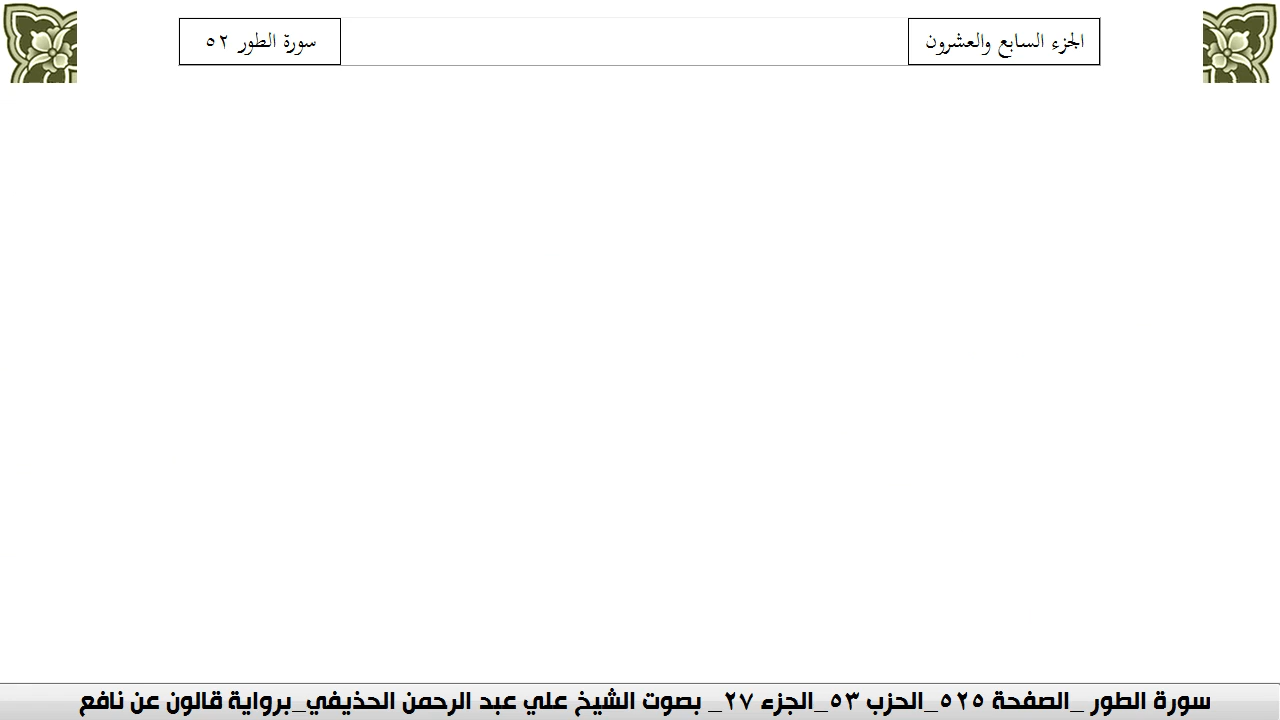 الجزء السابع والعشرون
سورة الطور ٥٢
سورة الطور _الصفحة ٥٢٥_الحزب ٥٣_الجزء ٢٧_ بصوت الشيخ علي عبد الرحمن الحذيفي_برواية قالون عن نافع